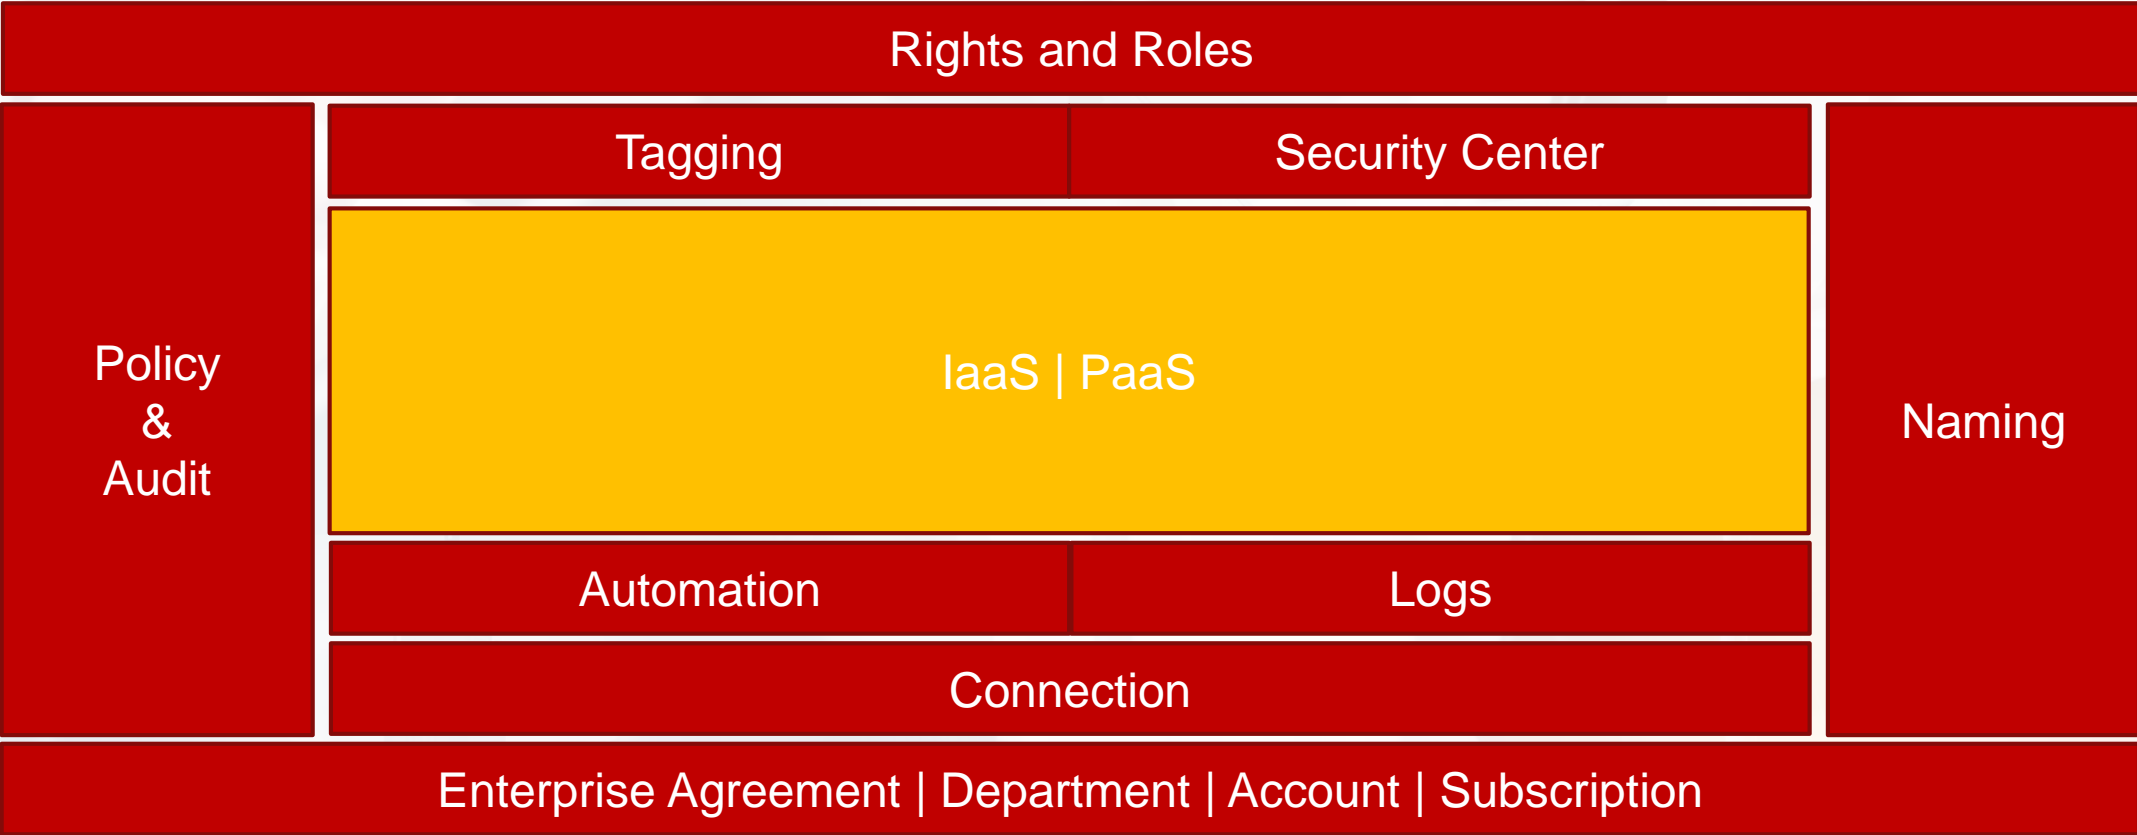 Rights and Roles
Tagging
Security Center
Policy
&
Audit
IaaS | PaaS
Naming
Automation
Logs
Connection
Enterprise Agreement | Department | Account | Subscription